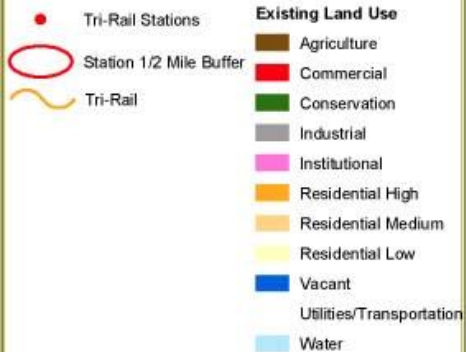 Tri-Rail Stations
Station 1/2 Mile Buffer
Tri-Rail
Existing Land Use
Agriculture
Commercial
Conservation
Industrial
Institutional
Residential High
Residential Medium
Residential Low
Vacant
Utilities/Transportation
Water